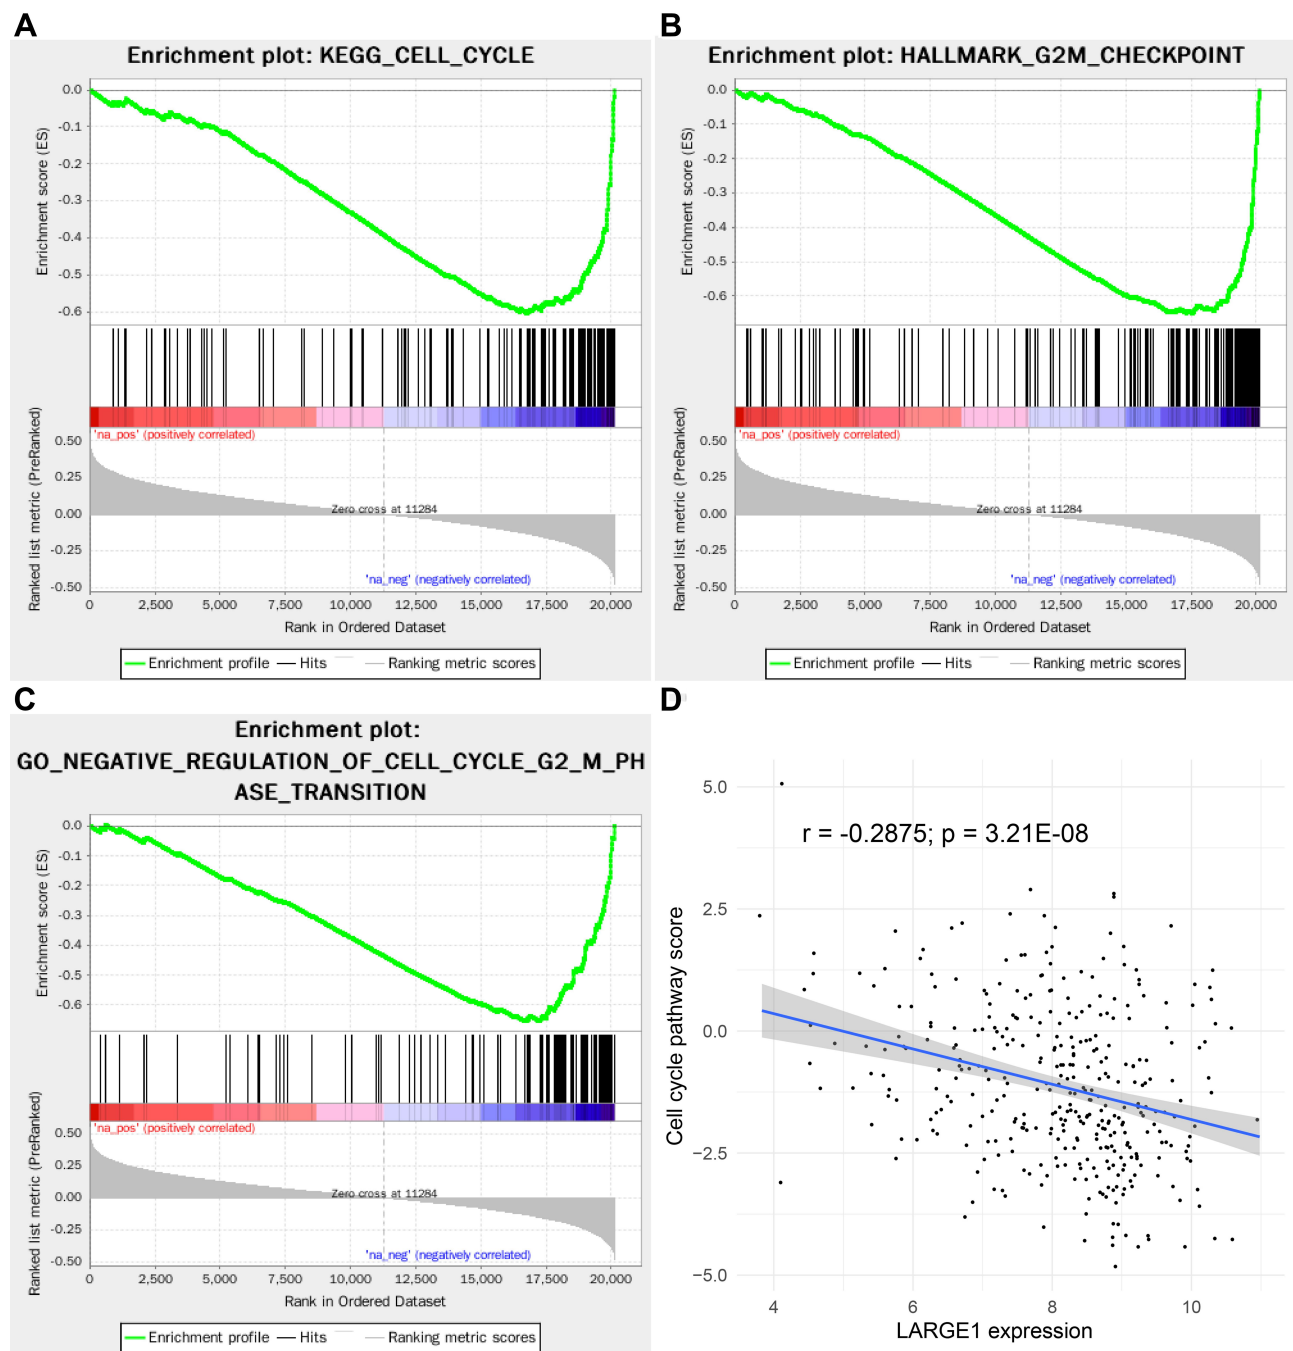 A
Enrichment plot: KEGG_CELL_CYCLE
Enrichment score (ES)
0.0
-0.1
-0.2
-0.3
-0.4
-0.5
-0.6
'na_pos' (positively correlated)
Ranked list metric (PreRanked)
0.50
0.25
0.00
-0.25
-0.50
Zero cross at 11284
'na_neg' (negatively correlated)
0 2,500 5,000 7,500 10,000 12,500 15,000 17,500 20,000
Rank in Ordered Dataset
Enrichment profile Hits Ranking metric scores
B
Enrichment plot: HALLMARK_G2M_CHECKPOINT
Enrichment score (ES)
0.0
-0.1
-0.2
-0.3
-0.4
-0.5
-0.6
'na_pos' (positively correlated)
Ranked list metric (PreRanked)
0.50
0.25
0.00
-0.25
-0.50
Zero cross at 11284
'na_neg' (negatively correlated)
0 2,500 5,000 7,500 10,000 12,500 15,000 17,500 20,000
Rank in Ordered Dataset
Enrichment profile Hits Ranking metric scores
C
Enrichment plot:
GO_NEGATIVE_REGULATION_OF_CELL_CYCLE_G2_M_PH
ASE_TRANSITION
Enrichment score (ES)
0.0
-0.1
-0.2
-0.3
-0.4
-0.5
-0.6
'na_pos' (positively correlated)
Ranked list metric (PreRanked)
0.50
0.25
0.00
-0.25
-0.50
Zero cross at 11284
'na_neg' (negatively correlated)
0 2,500 5,000 7,500 10,000 12,500 15,000 17,500 20,000
Rank in Ordered Dataset
Enrichment profile Hits Ranking metric scores
D
r = -0.2875; p = 3.21E-08
Cell cycle pathway score
5.0
2.5
0.0
−2.5
−5.0
4 6 8 10
LARGE1 expression